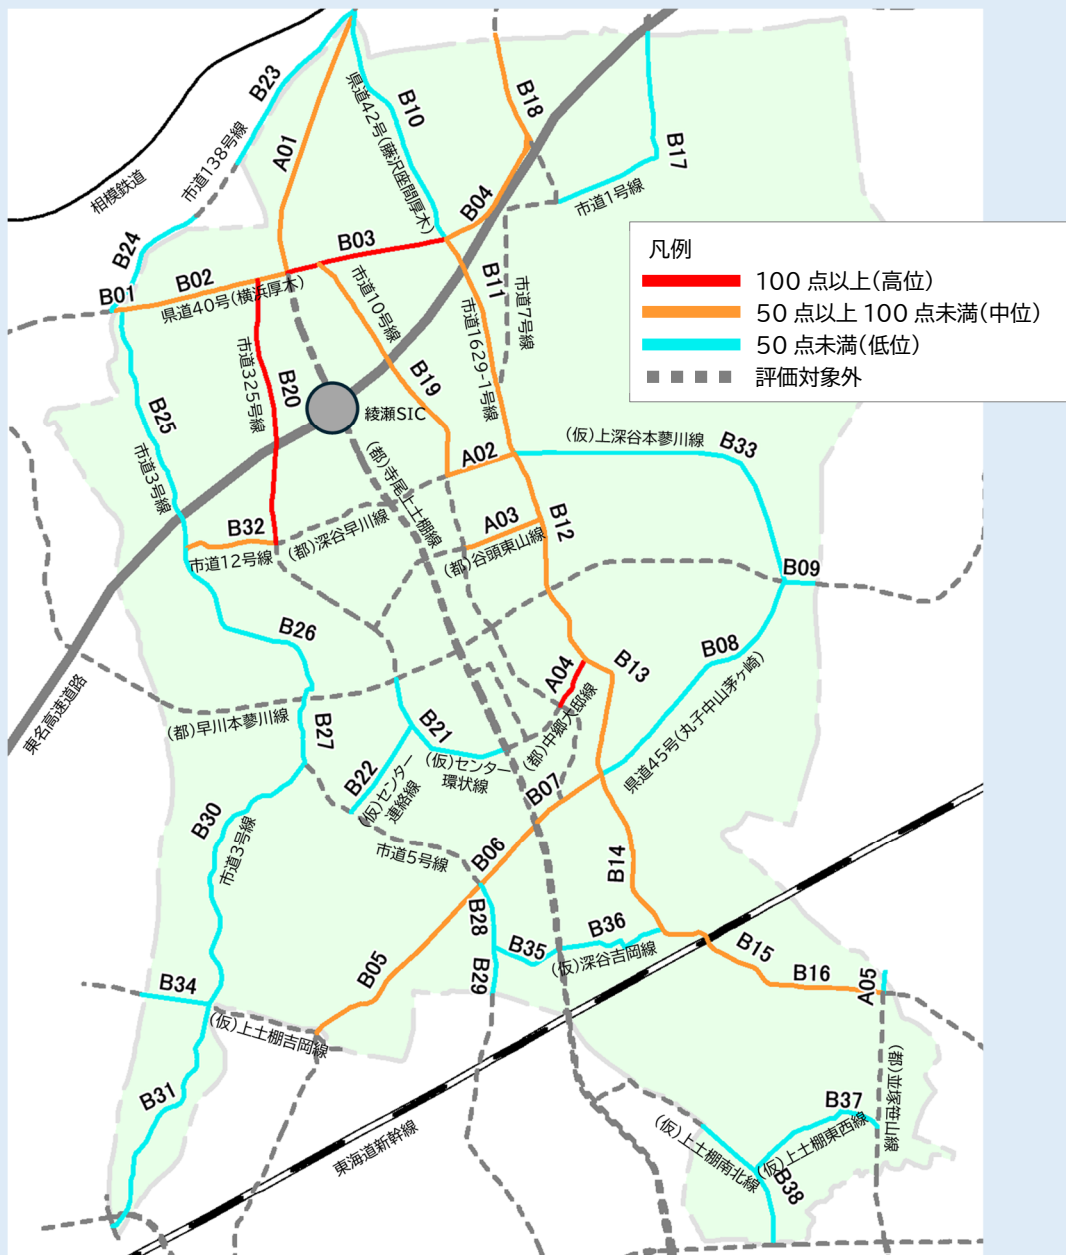 B23
B10
B18
A01
県道42号(藤沢座間厚木)
B17
市道138号線
相模鉄道
B04
市道1号線
B24
B03
B02
B01
県道40号(横浜厚木)
市道10号線
B11
市道7号線
市道1629-1号線
凡例
100 点以上(高位)
50 点以上 100 点未満(中位)
50 点未満(低位)
評価対象外
市道325号線
B20
B19
綾瀬SIC
B25
市道3号線
(都)寺尾上土棚線
A02
(仮)上深谷本蓼川線
B33
B32
市道12号線
(都)深谷早川線
A03
(都)谷頭東山線
B12
B09
B26
B08
A04
B13
県道45号(丸子中山茅ヶ崎)
東名高速道路
(都)早川本蓼川線
B27
B21
(都)中郷大邸線
B22
(仮)センター
環状線
(仮)センター
連絡線
B07
B30
市道3号線
市道5号線
B06
B14
B28
B36
B35
(仮)深谷吉岡線
B15
B05
B29
B16
A05
B34
(仮)上土棚吉岡線
B31
東海道新幹線
(都)並塚笹山線
B37
(仮)上土棚南北線
(仮)上土棚東西線
B38